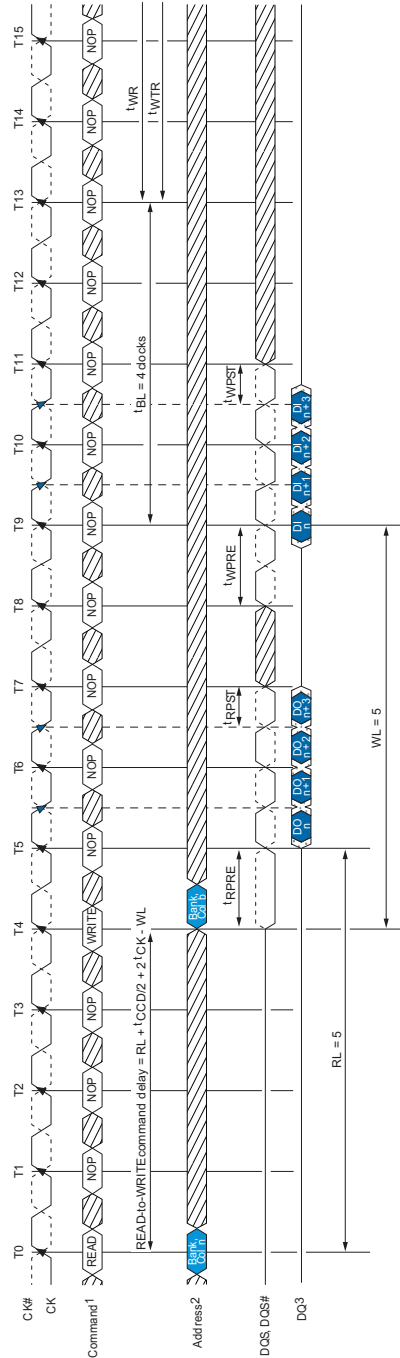 T0 T1 T2 T3 T4 T5 T6 T7 T8 T9 T10 T11 T12 T13 T14 T15
CK#
CK
Command1 READ NOP NOP NOP WRITE NOP NOP NOP NOP NOP NOP NOP NOP NOP NOP NOP
READ-to-WRITEcommand delay = RL + tCCD/2 + 2 tCK - WL
tBL = 4 docks
tWR
tWTR
Address2
Bank, Col n
Bank, Col b
tRPRE
tRPST
tWPRE
tWPST
DQS, DQS#
DQ3
DO n
DO n+1
DO n+2
DO n+3
DI n
DI n+1
DI n+2
DI n+3
WL = 5
RL = 5